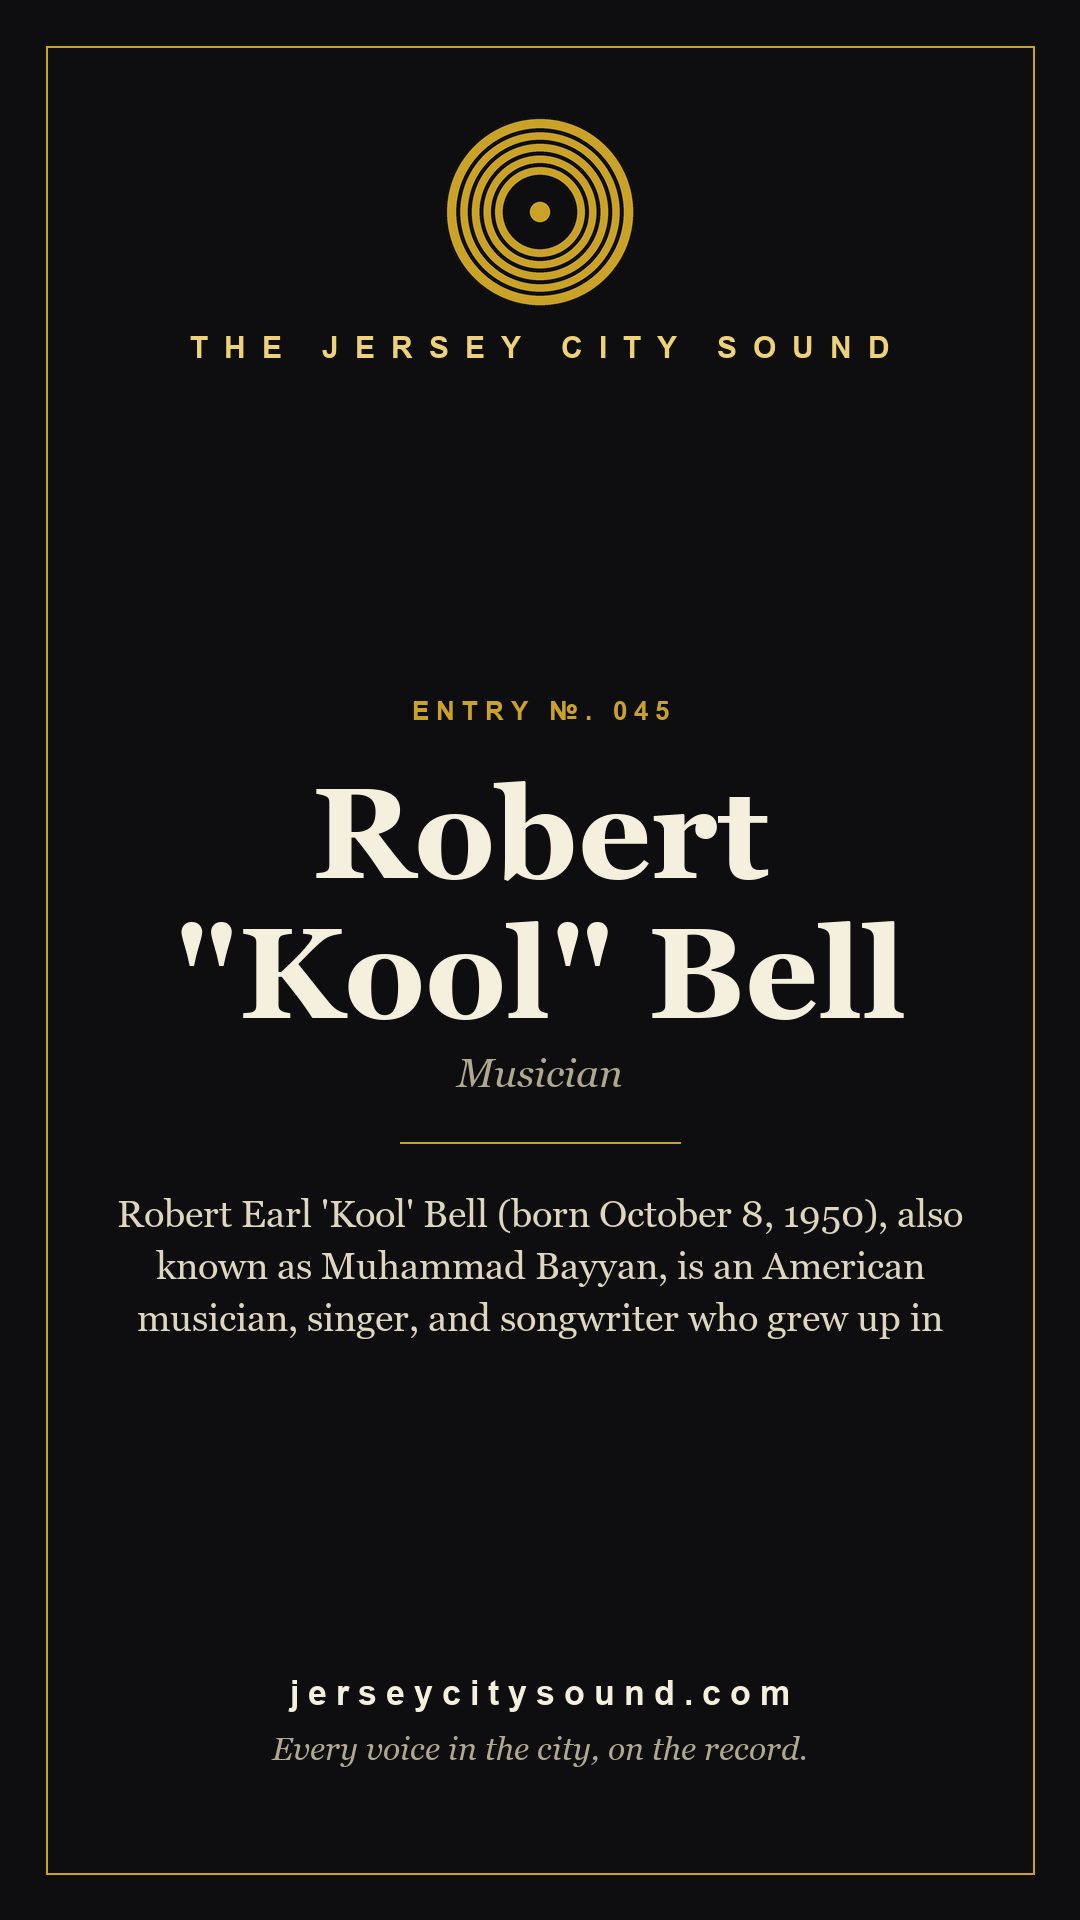 THE JERSEY CITY SOUND
ENTRY №. 045
Robert
"Kool" Bell
Musician
Robert Earl 'Kool' Bell (born October 8, 1950), also
known as Muhammad Bayyan, is an American
musician, singer, and songwriter who grew up in
jerseycitysound.com
Every voice in the city, on the record.